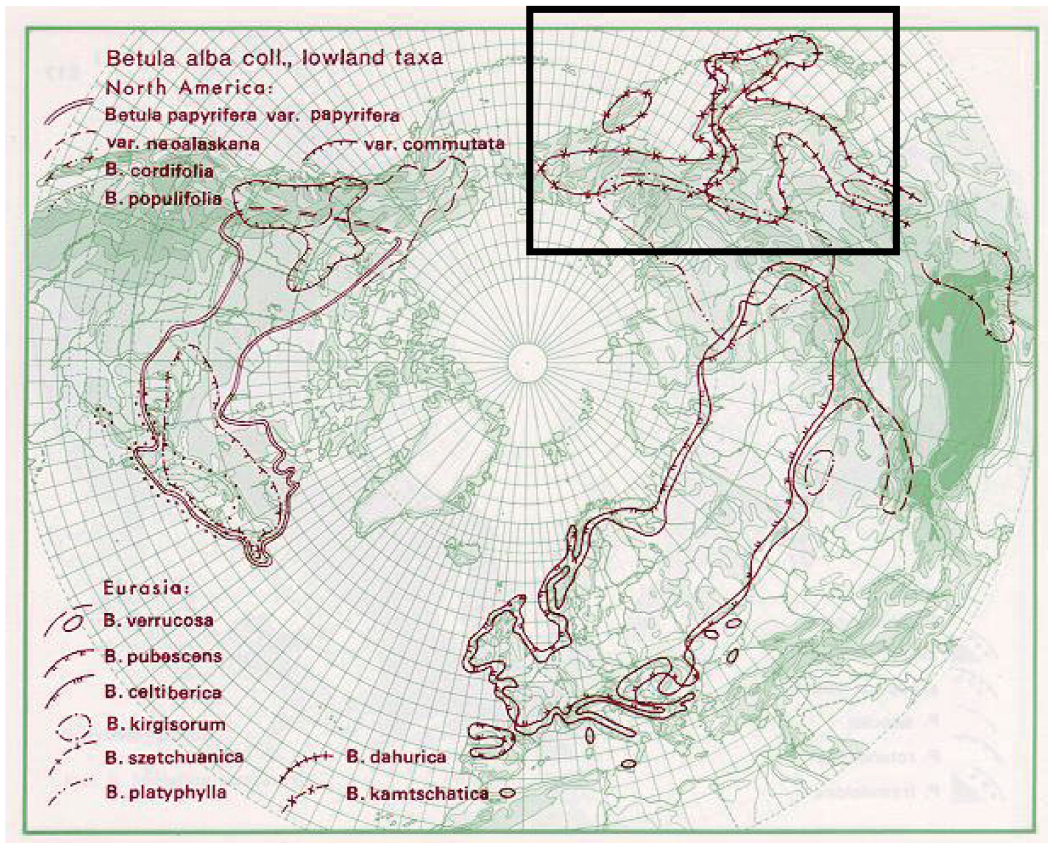 Betula alba coll., lowland taxa
North America:
Betula papyrifera var. papyrifera
var. neoalaskana
var. commutata
B. cordifolia
B. populifolia
Eurasia:
B. verrucosa
B. pubescens
B. celtiberica
B. kirgisorum
B. szetchuanica
B. dahurica
B. platyphylla
B. kamtschatica